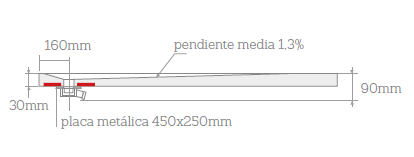 160mm
pendiente media 1,3%
90mm
30mm
placa metálica 450x250mm